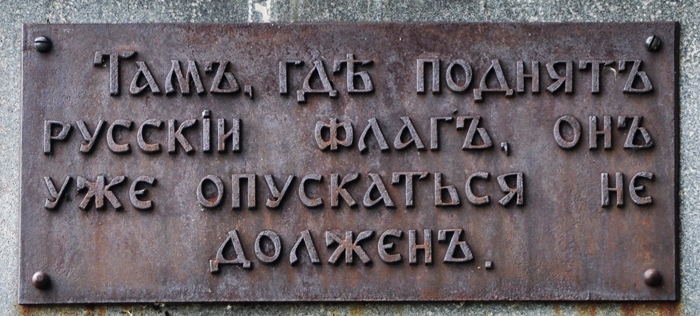 Тамъ, гдѣ поднятъ
русскій флагъ, онъ
уже опускаться не
долженъ.